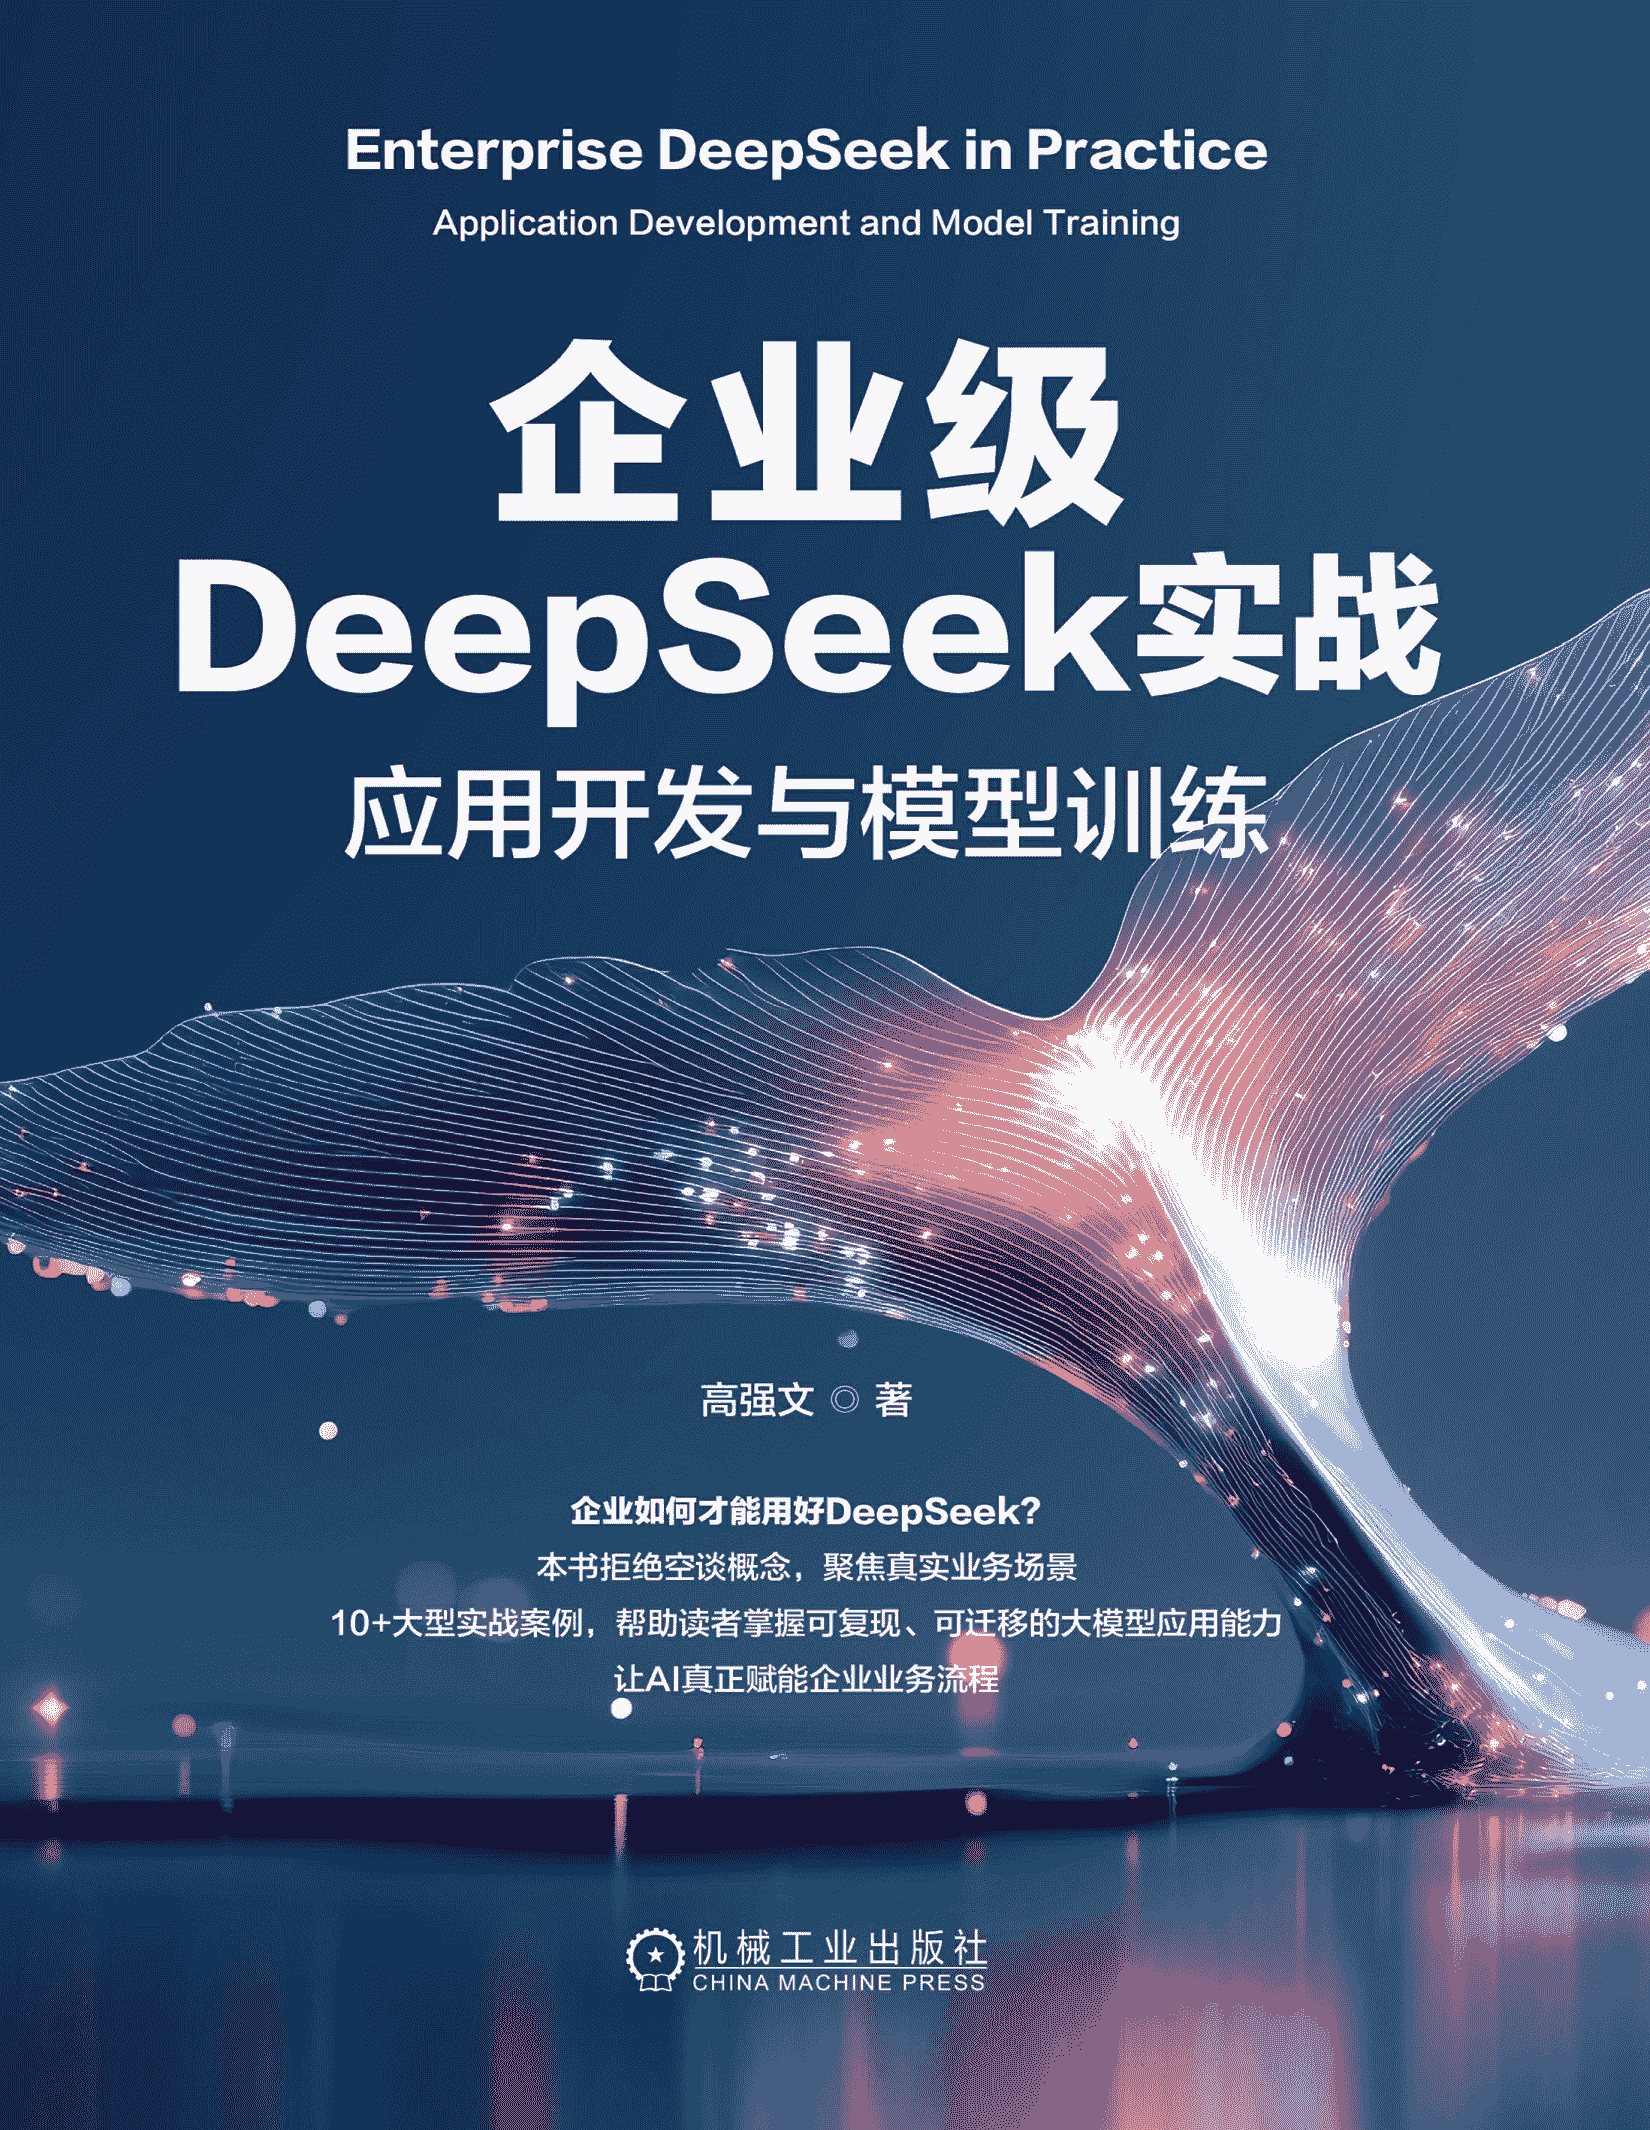 Enterprise DeepSeek in Practice
Application Development and Model Training
企业级
DeepSeek实战
应用开发与模型训练
高强文 ◎ 著
企业如何才能用好DeepSeek?
本书拒绝空谈概念，聚焦真实业务场景
10+大型实战案例，帮助读者掌握可复现、可迁移的大模型应用能力
让AI真正赋能企业业务流程
机械工业出版社
CHINA MACHINE PRESS